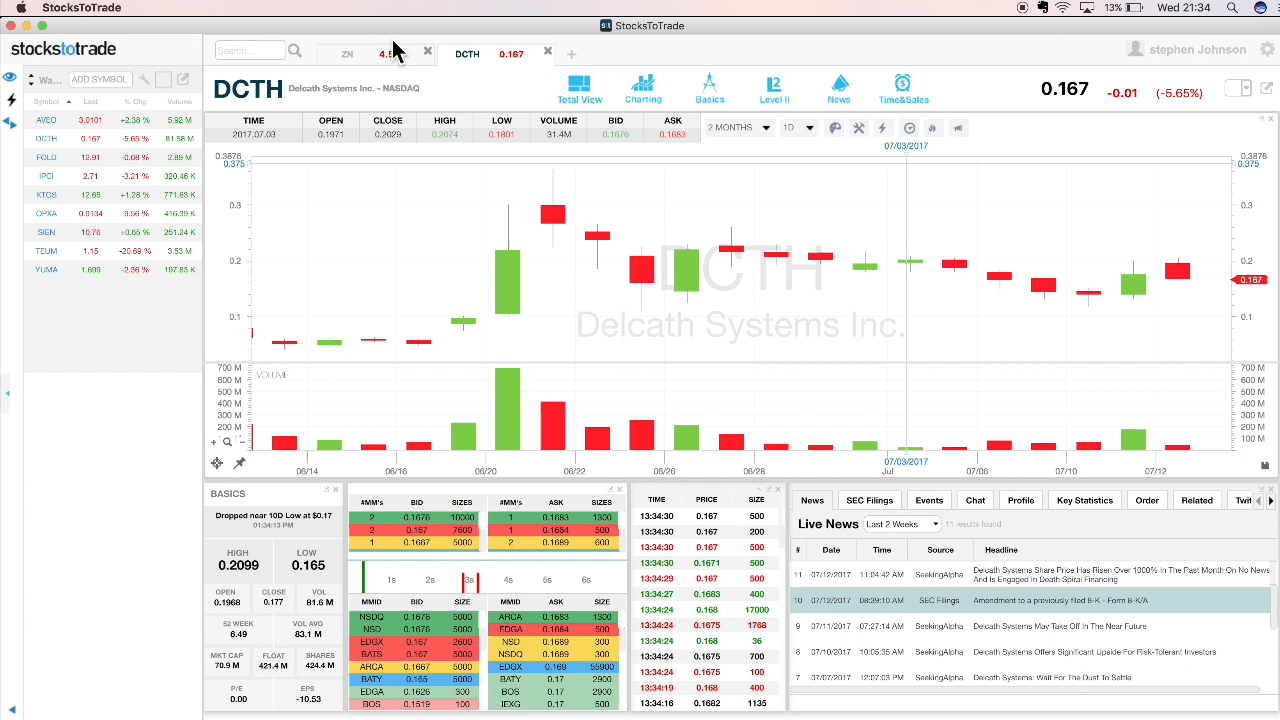 StocksToTrade
13%
Wed 21:34
stockstotrade
Search...
ZN
DCTH 0.167
stephen Johnson
Wa... ADD SYMBOL
Symbol Last % Chg Volume
AVEO 3.0101 +2.38 % 5.92 M
DCTH 0.167 -5.65 % 81.58 M
FOLD 12.91 -0.08 % 2.89 M
IPCI 2.71 -3.21 % 320.46 K
KTOS 12.65 +1.28 % 771.63 K
OPXA 0.9134 -9.56 % 416.39 K
SIEN 10.76 +0.65 % 251.24 K
TEUM 1.15 -20.69 % 3.53 M
YUMA 1.699 -2.36 % 197.83 K
DCTH Delcath Systems Inc. - NASDAQ
Total View Charting Basics Level II News Time&Sales
0.167 -0.01 (-5.65%)
TIME OPEN CLOSE HIGH LOW VOLUME BID ASK
2017.07.03 0.1971 0.2029 0.2074 0.1801 31.4M 0.1676 0.1683
2 MONTHS 1D
07/03/2017
0.3876 0.3876
0.375 0.375
0.3 0.3
0.2 0.2
0.167
0.1 0.1
DCTH
Delcath Systems Inc.
VOLUME
700 M 700 M
600 M 600 M
500 M 500 M
400 M 400 M
300 M 300 M
200 M 200 M
100 M
06/14 06/16 06/20 06/22 06/26 06/28 Jul 07/03/2017 07/06 07/10 07/12
BASICS
Dropped near 10D Low at $0.17
01:34:13 PM
HIGH LOW
0.2099 0.165
OPEN CLOSE VOL
0.1968 0.177 81.6 M
52 WEEK VOL AVG
6.49 83.1 M
MKT CAP FLOAT SHARES
70.9 M 421.4 M 424.4 M
P/E EPS
0.00 -10.53
#MM's BID SIZES #MM's ASK SIZES
2 0.1676 10000 1 0.1683 1300
2 0.167 7600 1 0.1684 500
1 0.1667 5000 2 0.1689 600
1s 2s 3s 4s 5s 6s
MMID BID SIZE MMID ASK SIZE
NSDQ 0.1676 5000 ARCA 0.1683 1300
NSD 0.1676 5000 EDGA 0.1684 500
EDGX 0.167 2600 NSD 0.1689 300
BATS 0.167 5000 NSDQ 0.1689 300
ARCA 0.1667 5000 EDGX 0.169 55900
BATY 0.165 5000 BATY 0.17 2900
EDGA 0.1626 300 BOS 0.17 2900
BOS 0.1519 100 IEXG 0.17 500
TIME PRICE SIZE
13:34:30 0.167 500
13:34:30 0.167 200
13:34:30 0.167 500
13:34:30 0.1671 500
13:34:29 0.167 500
13:34:27 0.1683 400
13:34:24 0.168 17000
13:34:24 0.1675 1768
13:34:24 0.168 36
13:34:24 0.1675 700
13:34:24 0.1675 100
13:34:19 0.168 400
13:34:16 0.1682 1135
News SEC Filings Events Chat Profile Key Statistics Order Related Twit
Live News Last 2 Weeks 11 results found
# Date Time Source Headline
11 07/12/2017 11:04:42 AM SeekingAlpha Delcath Systems Share Price Has Risen Over 1000% In The Past Month On No News
And Is Engaged In Death Spiral Financing
10 07/12/2017 08:39:10 AM SEC Filings Amendment to a previously filed 8-K - Form 8-K/A
9 07/11/2017 07:27:14 AM SeekingAlpha Delcath Systems May Take Off In The Near Future
8 07/10/2017 10:05:35 AM SeekingAlpha Delcath Systems Offers Significant Upside For Risk-Tolerant Investors
7 07/07/2017 12:07:03 PM SeekingAlpha Delcath Systems: Wait For The Dust To Settle